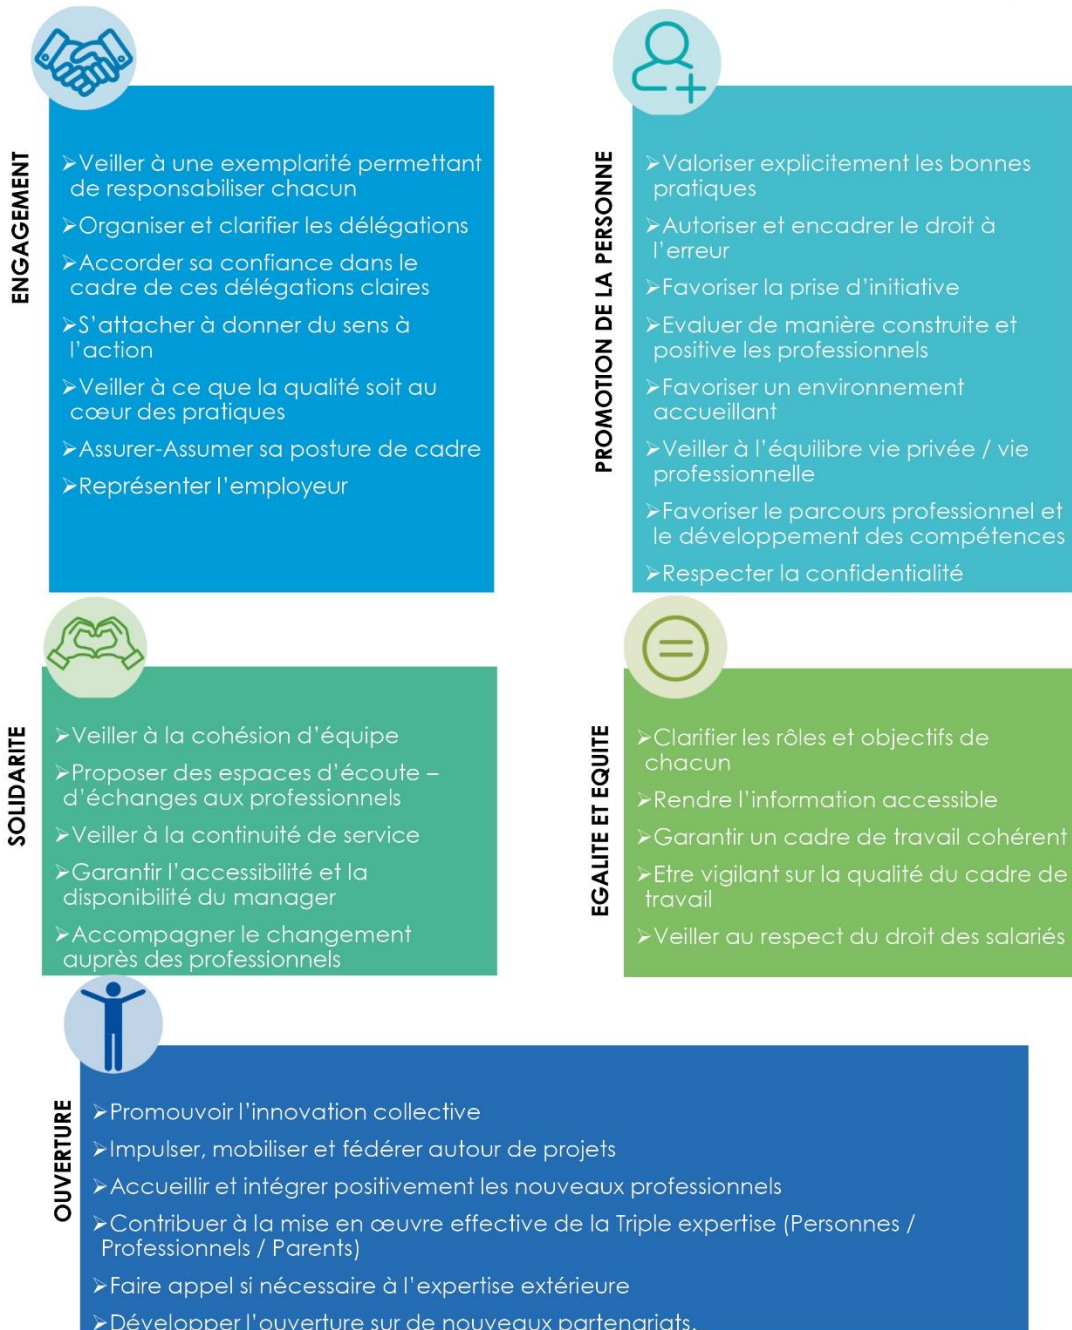 ENGAGEMENT
➢Veiller à une exemplarité permettant
de responsabiliser chacun
➢Organiser et clarifier les délégations
➢Accorder sa confiance dans le
cadre de ces délégations claires
➢S'attacher à donner du sens à
l'action
➢Veiller à ce que la qualité soit au
cœur des pratiques
➢Assurer-Assumer sa posture de cadre
➢Représenter l'employeur
PROMOTION DE LA PERSONNE
➢Valoriser explicitement les bonnes
pratiques
➢Autoriser et encadrer le droit à
l'erreur
➢Favoriser la prise d'initiative
➢Evaluer de manière construite et
positive les professionnels
➢Favoriser un environnement
accueillant
➢Veiller à l'équilibre vie privée / vie
professionnelle
➢Favoriser le parcours professionnel et
le développement des compétences
➢Respecter la confidentialité
SOLIDARITE
➢Veiller à la cohésion d'équipe
➢Proposer des espaces d'écoute –
d'échanges aux professionnels
➢Veiller à la continuité de service
➢Garantir l'accessibilité et la
disponibilité du manager
➢Accompagner le changement
auprès des professionnels
EGALITE ET EQUITE
➢Clarifier les rôles et objectifs de
chacun
➢Rendre l'information accessible
➢Garantir un cadre de travail cohérent
➢Etre vigilant sur la qualité du cadre de
travail
➢Veiller au respect du droit des salariés
OUVERTURE
➢Promouvoir l'innovation collective
➢Impulser, mobiliser et fédérer autour de projets
➢Accueillir et intégrer positivement les nouveaux professionnels
➢Contribuer à la mise en œuvre effective de la Triple expertise (Personnes /
Professionnels / Parents)
➢Faire appel si nécessaire à l'expertise extérieure
➢Développer l'ouverture sur de nouveaux partenariats.